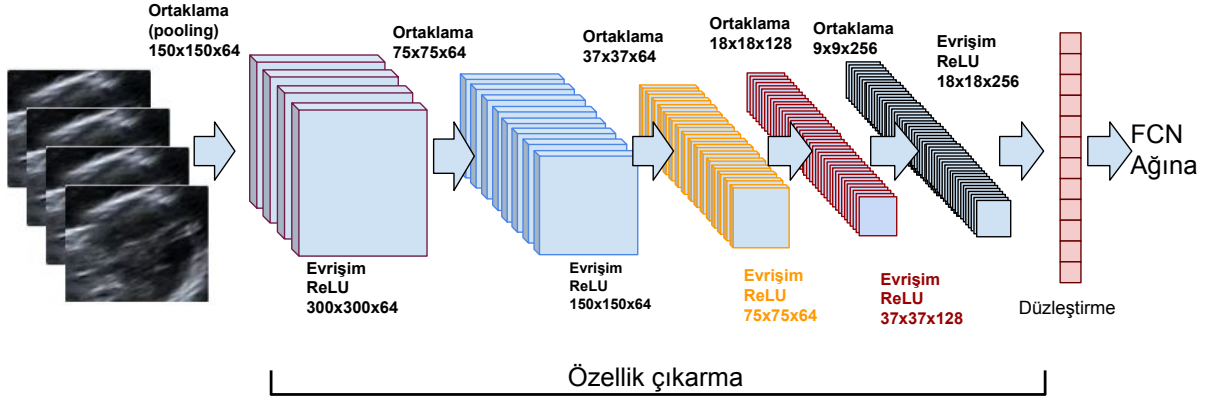 Ortaklama
(pooling)
150x150x64
Ortaklama
75x75x64
Ortaklama
37x37x64
Ortaklama
18x18x128
Ortaklama
9x9x256
Evrişim
ReLU
18x18x256
FCN
Ağına
Evrişim
ReLU
300x300x64
Evrişim
ReLU
150x150x64
Evrişim
ReLU
75x75x64
Evrişim
ReLU
37x37x128
Düzleştirme
Özellik çıkarma